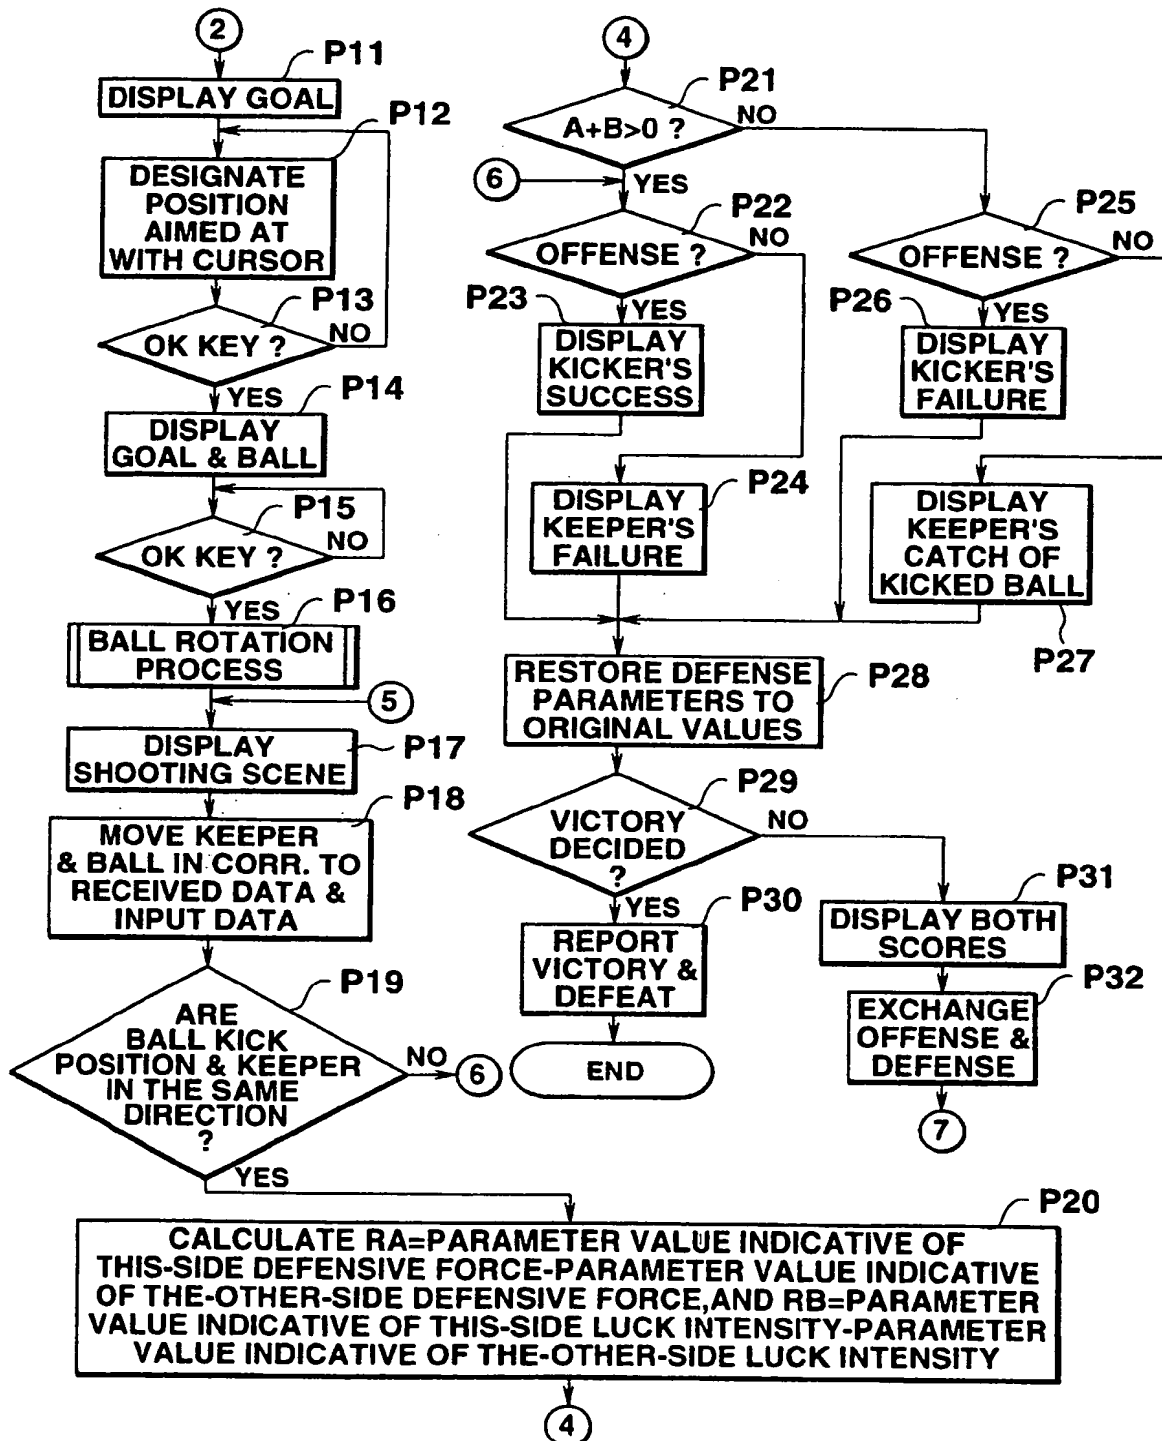 2
P11
DISPLAY GOAL
P12
DESIGNATE
POSITION
AIMED AT
WITH CURSOR
P13
OK KEY ?
NO
YES
P14
DISPLAY
GOAL & BALL
P15
OK KEY ?
NO
YES
P16
BALL ROTATION
PROCESS
5
P17
DISPLAY
SHOOTING SCENE
P18
MOVE KEEPER
& BALL IN CORR. TO
RECEIVED DATA &
INPUT DATA
P19
ARE
BALL KICK
POSITION & KEEPER
IN THE SAME
DIRECTION
?
NO
6
YES
P20
CALCULATE RA=PARAMETER VALUE INDICATIVE OF
THIS-SIDE DEFENSIVE FORCE-PARAMETER VALUE INDICATIVE
OF THE-OTHER-SIDE DEFENSIVE FORCE,AND RB=PARAMETER
VALUE INDICATIVE OF THIS-SIDE LUCK INTENSITY-PARAMETER
VALUE INDICATIVE OF THE-OTHER-SIDE LUCK INTENSITY
4
4
P21
A+B>0 ?
NO
6
YES
P22
OFFENSE ?
NO
P23
YES
DISPLAY
KICKER'S
SUCCESS
P24
DISPLAY
KEEPER'S
FAILURE
P25
OFFENSE ?
NO
P26
YES
DISPLAY
KICKER'S
FAILURE
DISPLAY
KEEPER'S
CATCH OF
KICKED BALL
P27
RESTORE DEFENSE
PARAMETERS TO
ORIGINAL VALUES
P28
P29
VICTORY
DECIDED
?
NO
YES
P30
REPORT
VICTORY &
DEFEAT
END
P31
DISPLAY BOTH
SCORES
P32
EXCHANGE
OFFENSE &
DEFENSE
7